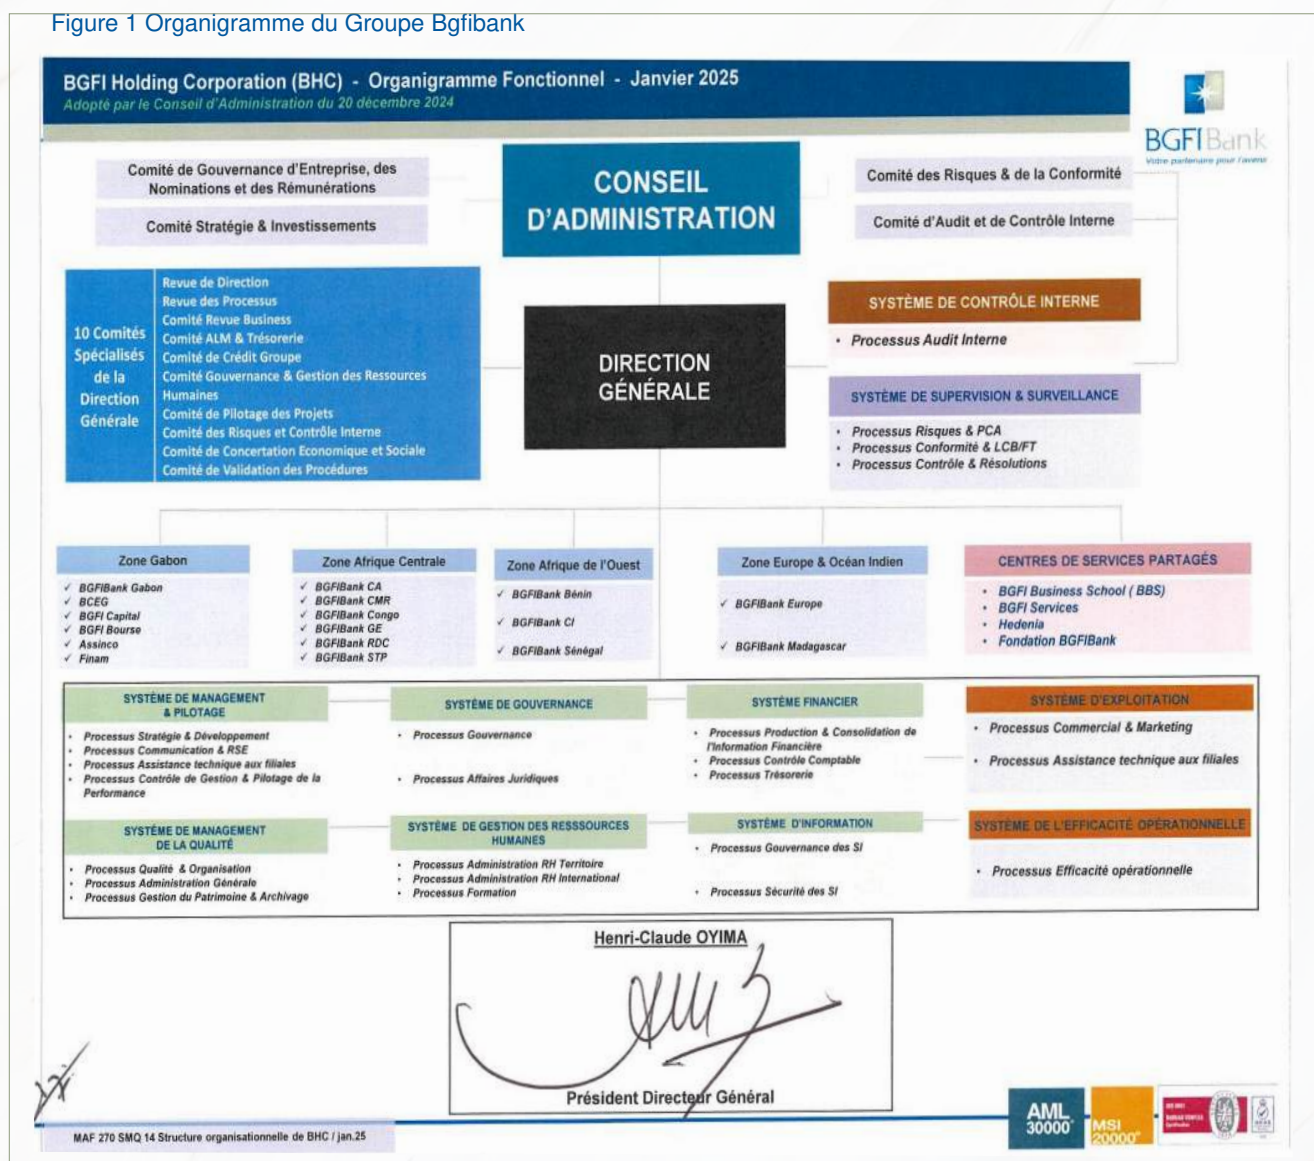 Figure 1 Organigramme du Groupe Bgfibank
BGFI Holding Corporation (BHC) - Organigramme Fonctionnel - Janvier 2025
Adopté par le Conseil d'Administration du 20 décembre 2024
BGFIBank
Votre partenaire pour l'avenir
Comité de Gouvernance d'Entreprise, des
Nominations et des Rémunérations
Comité Stratégie & Investissements
CONSEIL
D'ADMINISTRATION
Comité des Risques & de la Conformité
Comité d'Audit et de Contrôle Interne
10 Comités
Spécialisés
de la
Direction
Générale
Revue de Direction
Revue des Processus
Comité Revue Business
Comité ALM & Trésorerie
Comité de Crédit Groupe
Comité Gouvernance & Gestion des Ressources
Humaines
Comité de Pilotage des Projets
Comité des Risques et Contrôle Interne
Comité de Concertation Economique et Sociale
Comité de Validation des Procédures
DIRECTION
GÉNÉRALE
SYSTÈME DE CONTRÔLE INTERNE
• Processus Audit Interne
SYSTÈME DE SUPERVISION & SURVEILLANCE
• Processus Risques & PCA
• Processus Conformité & LCB/FT
• Processus Contrôle & Résolutions
Zone Gabon
✓ BGFIBank Gabon
✓ BCEG
✓ BGFI Capital
✓ BGFI Bourse
✓ Assinco
✓ Finam
Zone Afrique Centrale
✓ BGFIBank CA
✓ BGFIBank CMR
✓ BGFIBank Congo
✓ BGFIBank GE
✓ BGFIBank RDC
✓ BGFIBank STP
Zone Afrique de l'Ouest
✓ BGFIBank Bénin
✓ BGFIBank CI
✓ BGFIBank Sénégal
Zone Europe & Océan Indien
✓ BGFIBank Europe
✓ BGFIBank Madagascar
CENTRES DE SERVICES PARTAGÉS
• BGFI Business School ( BBS)
• BGFI Services
• Hedenia
• Fondation BGFIBank
SYSTÈME DE MANAGEMENT
& PILOTAGE
• Processus Stratégie & Développement
• Processus Communication & RSE
• Processus Assistance technique aux filiales
• Processus Contrôle de Gestion & Pilotage de la
Performance
SYSTÈME DE GOUVERNANCE
• Processus Gouvernance
• Processus Affaires Juridiques
SYSTÈME FINANCIER
• Processus Production & Consolidation de
l'Information Financière
• Processus Contrôle Comptable
• Processus Trésorerie
SYSTÈME D'EXPLOITATION
• Processus Commercial & Marketing
• Processus Assistance technique aux filiales
SYSTÈME DE MANAGEMENT
DE LA QUALITÉ
• Processus Qualité & Organisation
• Processus Administration Générale
• Processus Gestion du Patrimoine & Archivage
SYSTÈME DE GESTION DES RESSSOURCES
HUMAINES
• Processus Administration RH Territoire
• Processus Administration RH International
• Processus Formation
SYSTÈME D'INFORMATION
• Processus Gouvernance des SI
• Processus Sécurité des SI
SYSTÈME DE L'EFFICACITÉ OPÉRATIONNELLE
• Processus Efficacité opérationnelle
Henri-Claude OYIMA
Président Directeur Général
MAF 270 SMQ 14 Structure organisationnelle de BHC / jan.25
AML
30000
MSI
20000